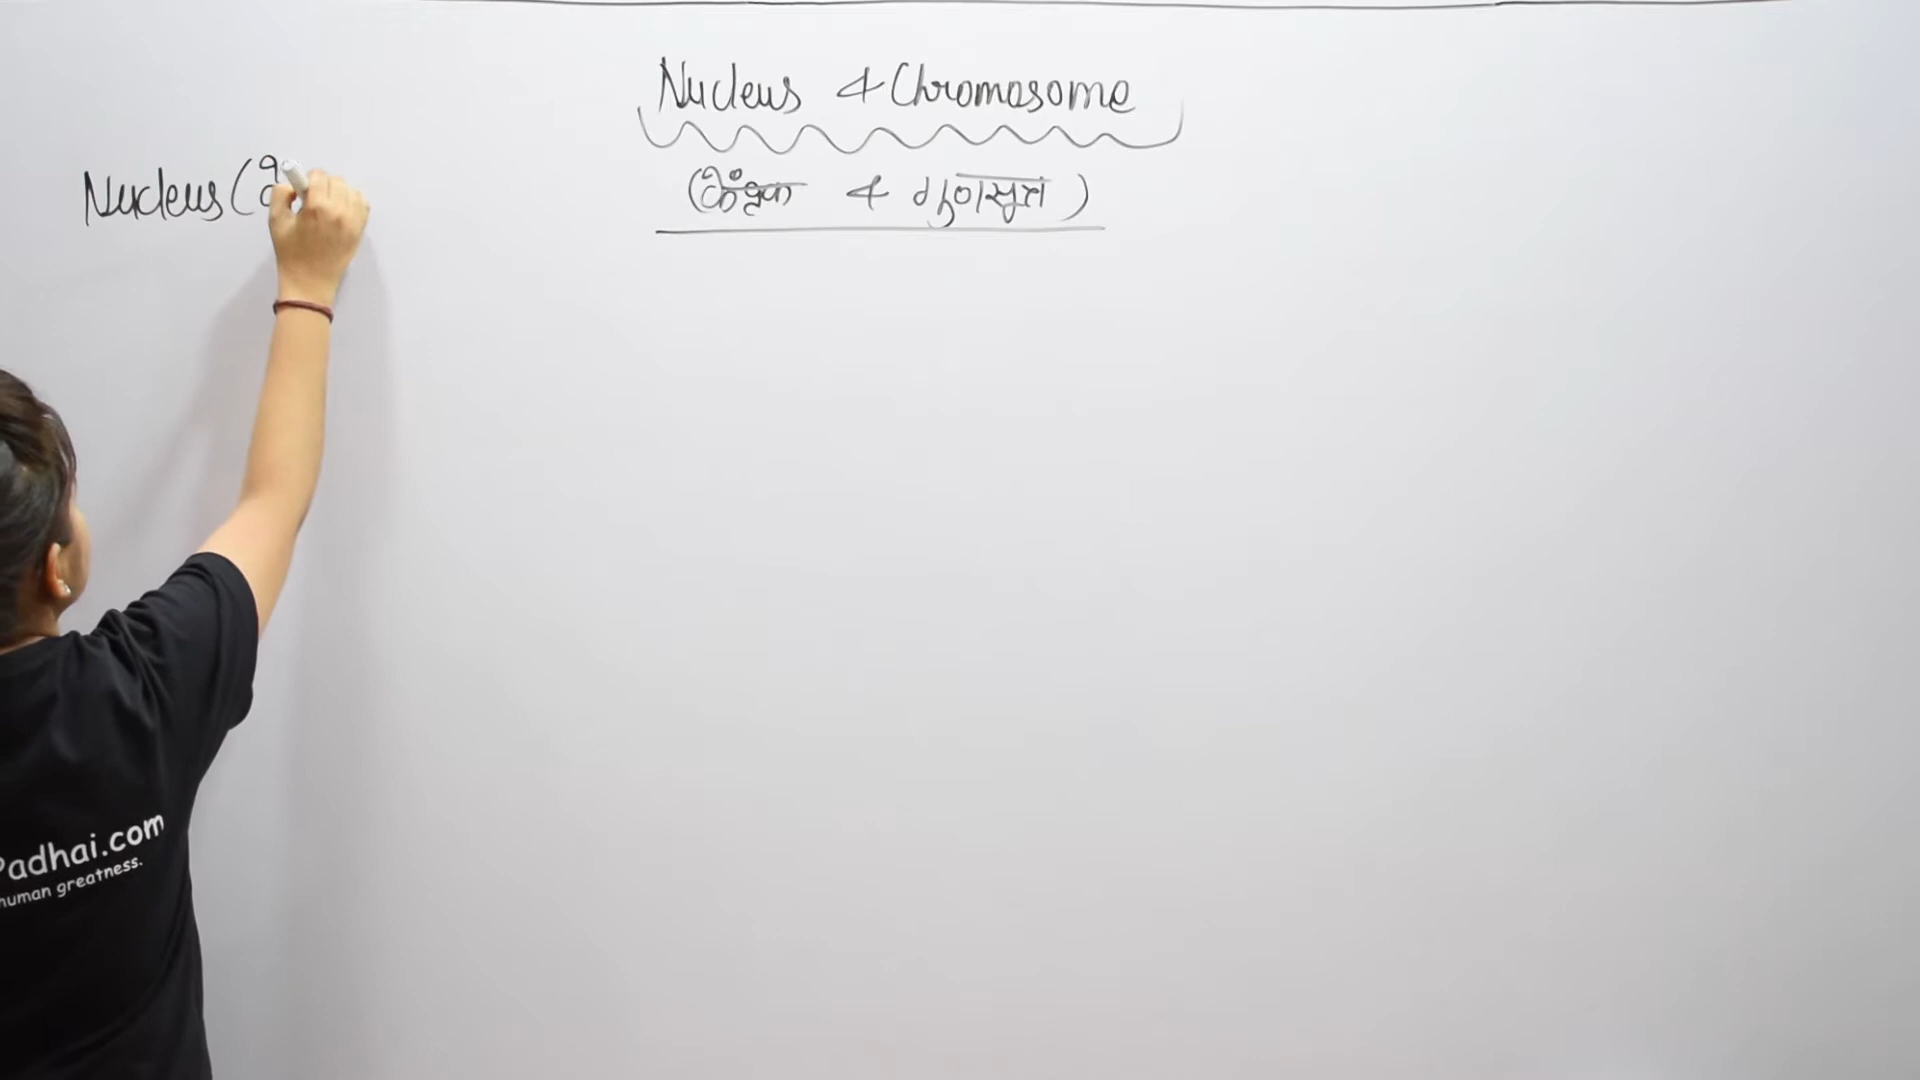 Nucleus & Chromosome
(केंद्रक & गुणसूत्र)
Nucleus (के
Padhai.com
human greatness.